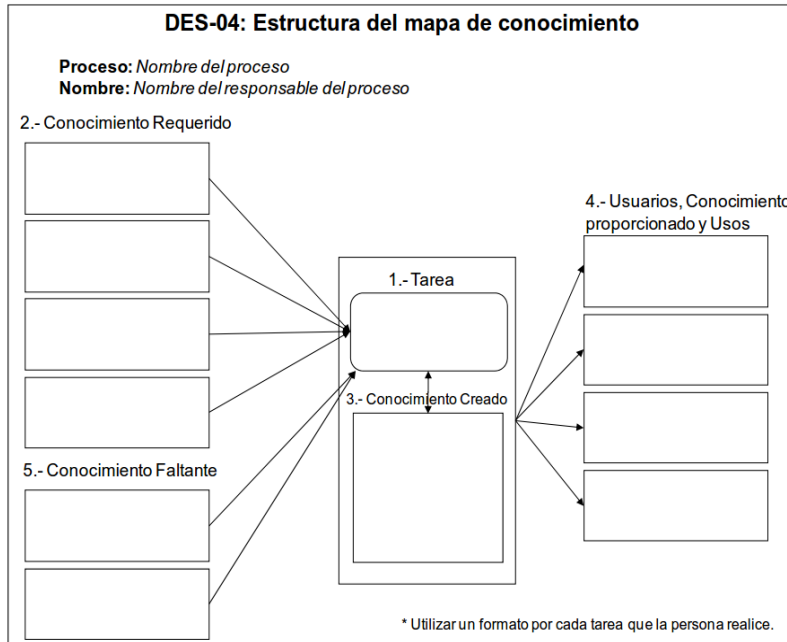 DES-04: Estructura del mapa de conocimiento
Proceso: Nombre del proceso
Nombre: Nombre del responsable del proceso
2.- Conocimiento Requerido
4.- Usuarios, Conocimiento
proporcionado y Usos
1.- Tarea
3.- Conocimiento Creado
5.- Conocimiento Faltante
* Utilizar un formato por cada tarea que la persona realice.